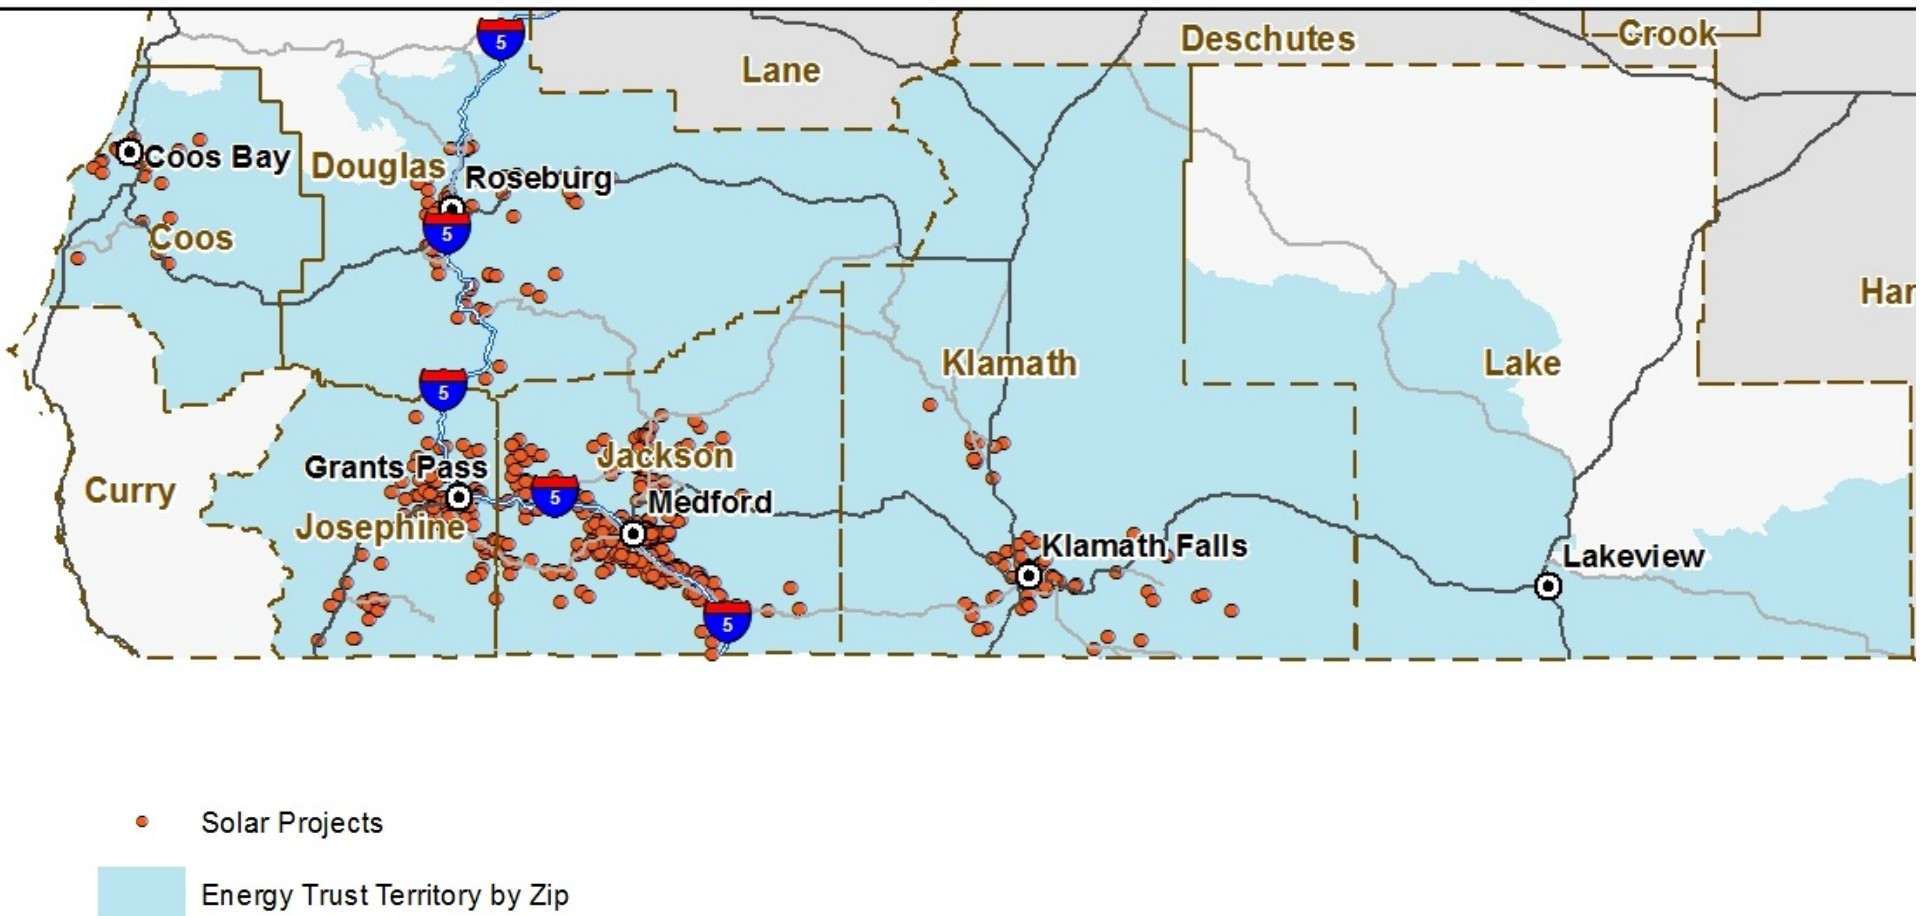 5
Deschutes
Crook
Lane
Coos Bay
Douglas
Roseburg
5
Coos
Har
Klamath
Lake
5
Grants Pass
Jackson
Curry
5
Medford
Josephine
Klamath Falls
Lakeview
5
Solar Projects
Energy Trust Territory by Zip